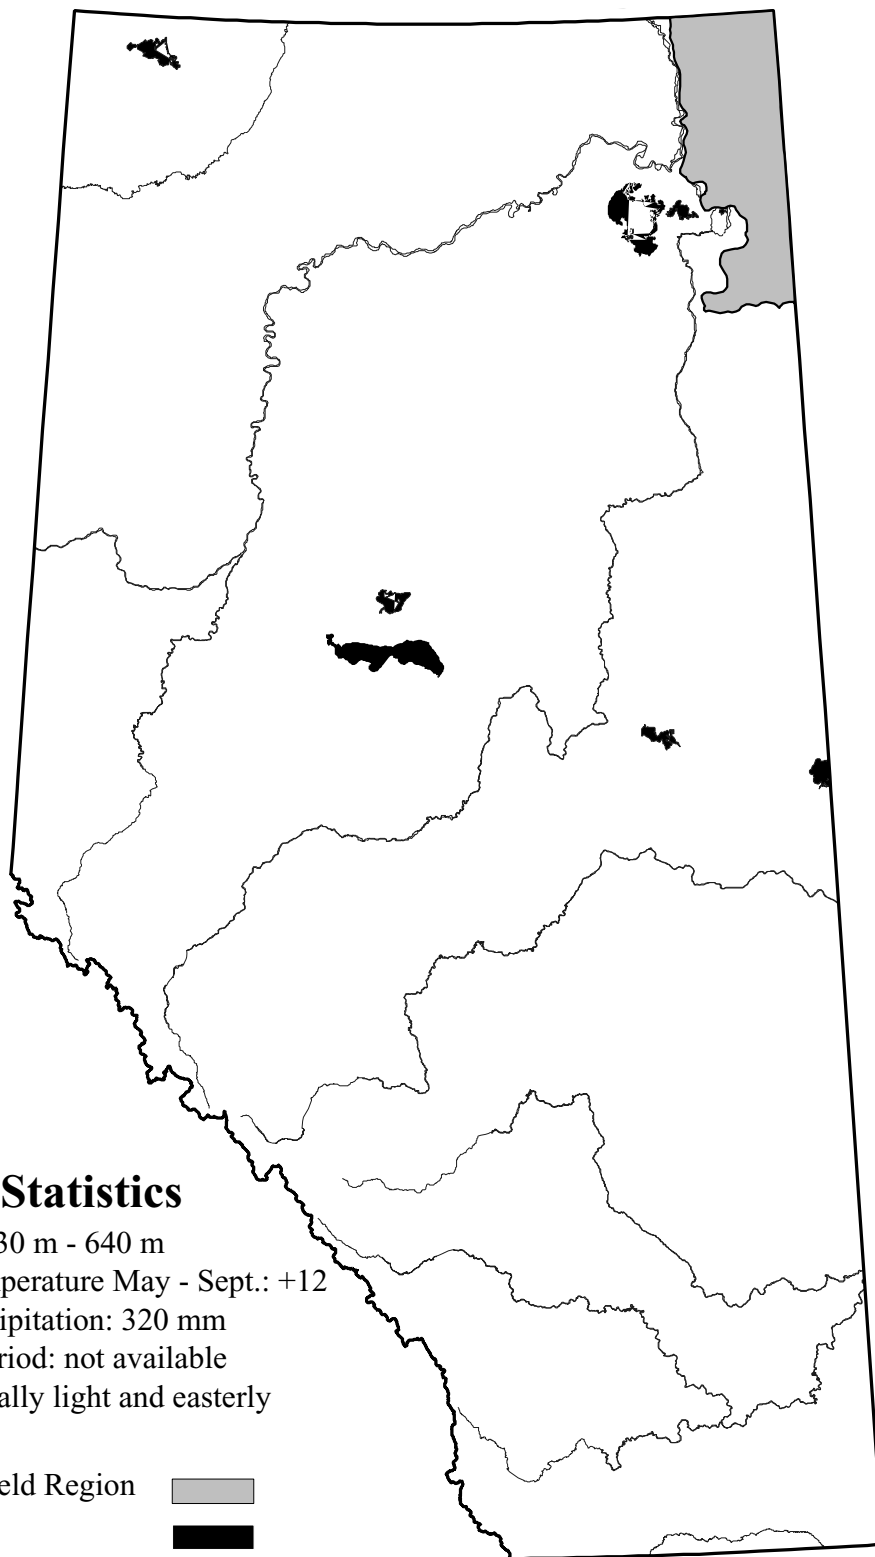 Statistics
30 m - 640 m
perature May - Sept.: +12
ipitation: 320 mm
riod: not available
ally light and easterly
eld Region